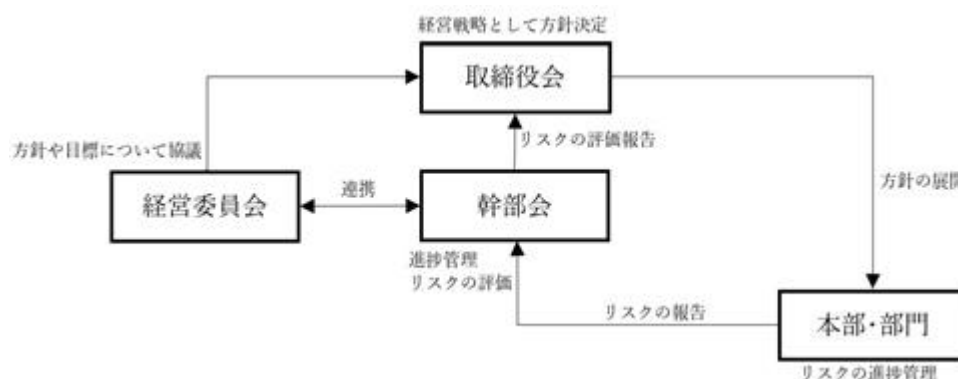 経営戦略として方針決定
取締役会
方針や目標について協議
リスクの評価報告
経営委員会
連携
幹部会
方針の展開
進捗管理
リスクの評価
リスクの報告
本部・部門
リスクの進捗管理